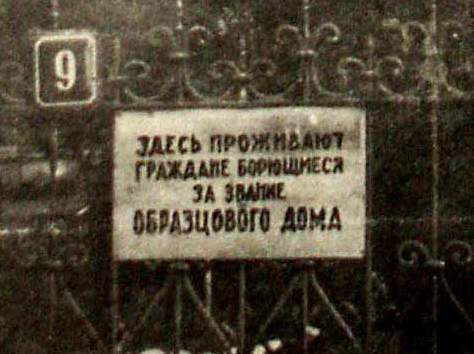 9
ЗДЕСЬ ПРОЖИВАЮТ
ГРАЖДАНЕ БОРЮЩИЕСЯ
ЗА ЗВАНИЕ
ОБРАЗЦОВОГО ДОМА